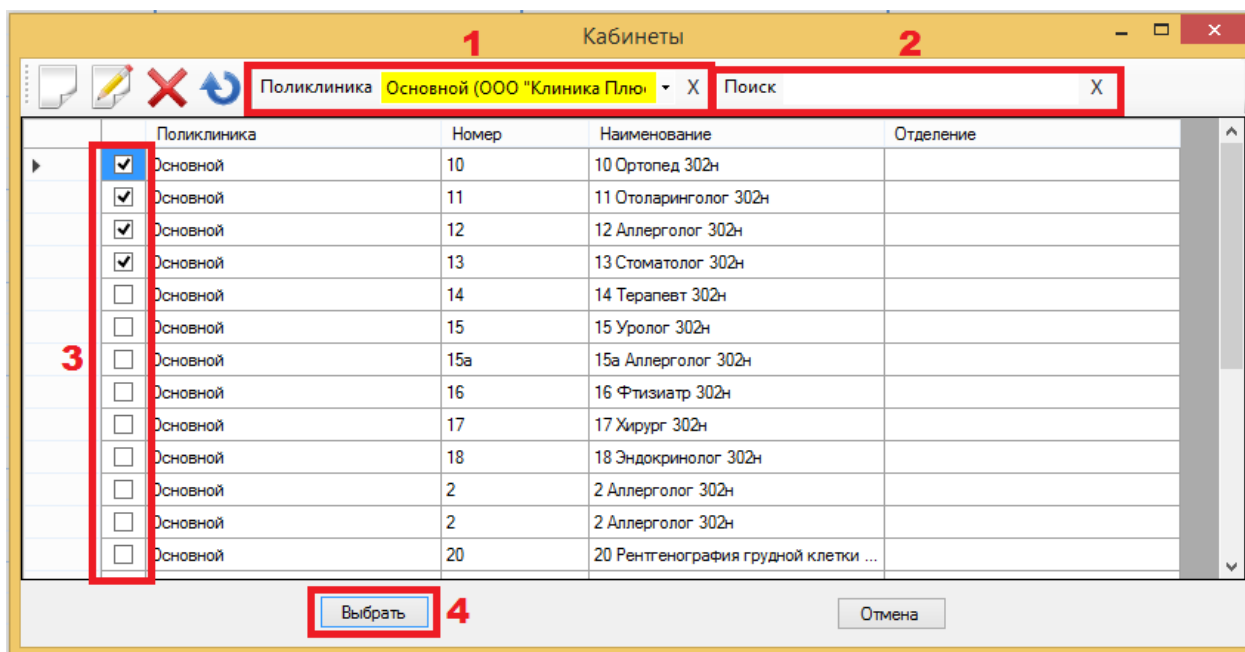 Кабинеты
1
2
Поликлиника Основной (ООО "Клиника Плю X Поиск X
Поликлиника Номер Наименование Отделение
Основной 10 10 Ортопед 302н
Основной 11 11 Отоларинголог 302н
Основной 12 12 Аллерголог 302н
Основной 13 13 Стоматолог 302н
Основной 14 14 Терапевт 302н
Основной 15 15 Уролог 302н
3
Основной 15а 15а Аллерголог 302н
Основной 16 16 Фтизиатр 302н
Основной 17 17 Хирург 302н
Основной 18 18 Эндокринолог 302н
Основной 2 2 Аллерголог 302н
Основной 2 2 Аллерголог 302н
Основной 20 20 Рентгенография грудной клетки ...
Выбрать 4 Отмена